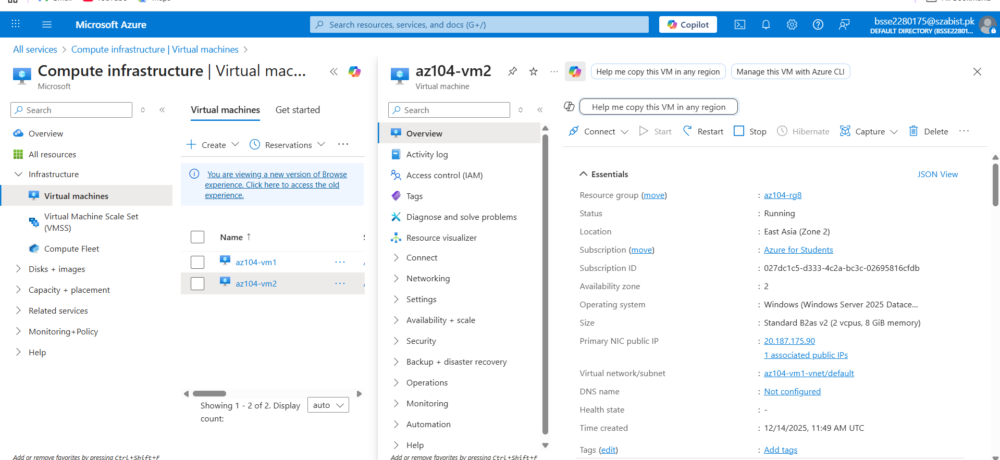 Microsoft Azure
Search resources, services, and docs (G+/)
Copilot
bsse2280175@szabist.pk
DEFAULT DIRECTORY (BSSE22801...
All services > Compute infrastructure | Virtual machines >
Compute infrastructure | Virtual mac...
Microsoft
Search
Overview
All resources
Infrastructure
Virtual machines
Virtual Machine Scale Set
(VMSS)
Compute Fleet
Disks + images
Capacity + placement
Related services
Monitoring+Policy
Help
Add or remove favorites by pressing Ctrl+Shift+F
Virtual machines
Get started
Create
Reservations
You are viewing a new version of Browse
experience. Click here to access the old
experience.
Name ↑
az104-vm1
az104-vm2
Showing 1 - 2 of 2. Display
count:
auto
az104-vm2
Virtual machine
Search
Overview
Activity log
Access control (IAM)
Tags
Diagnose and solve problems
Resource visualizer
Connect
Networking
Settings
Availability + scale
Security
Backup + disaster recovery
Operations
Monitoring
Automation
Help
Add or remove favorites by pressing Ctrl+Shift+F
Help me copy this VM in any region
Manage this VM with Azure CLI
Help me copy this VM in any region
Connect
Start
Restart
Stop
Hibernate
Capture
Delete
Essentials
JSON View
Resource group (move) : az104-rg8
Status : Running
Location : East Asia (Zone 2)
Subscription (move) : Azure for Students
Subscription ID : 027dc1c5-d333-4c2a-bc3c-02695816cfdb
Availability zone : 2
Operating system : Windows (Windows Server 2025 Datace...
Size : Standard B2as v2 (2 vcpus, 8 GiB memory)
Primary NIC public IP : 20.187.175.90
1 associated public IPs
Virtual network/subnet : az104-vm1-vnet/default
DNS name : Not configured
Health state : -
Time created : 12/14/2025, 11:49 AM UTC
Tags (edit) : Add tags